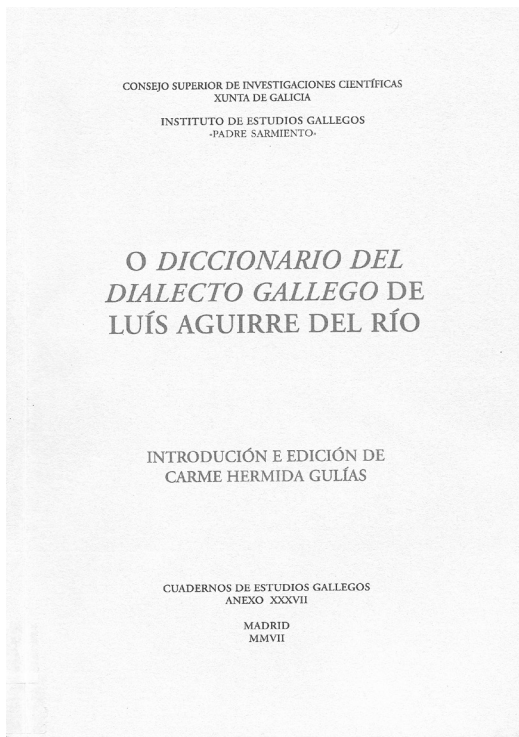 CONSEJO SUPERIOR DE INVESTIGACIONES CIENTÍFICAS
XUNTA DE GALICIA
INSTITUTO DE ESTUDIOS GALLEGOS
«PADRE SARMIENTO»
O DICCIONARIO DEL
DIALECTO GALLEGO DE
LUÍS AGUIRRE DEL RÍO
INTRODUCIÓN E EDICIÓN DE
CARME HERMIDA GULÍAS
CUADERNOS DE ESTUDIOS GALLEGOS
ANEXO XXXVII
MADRID
MMVII